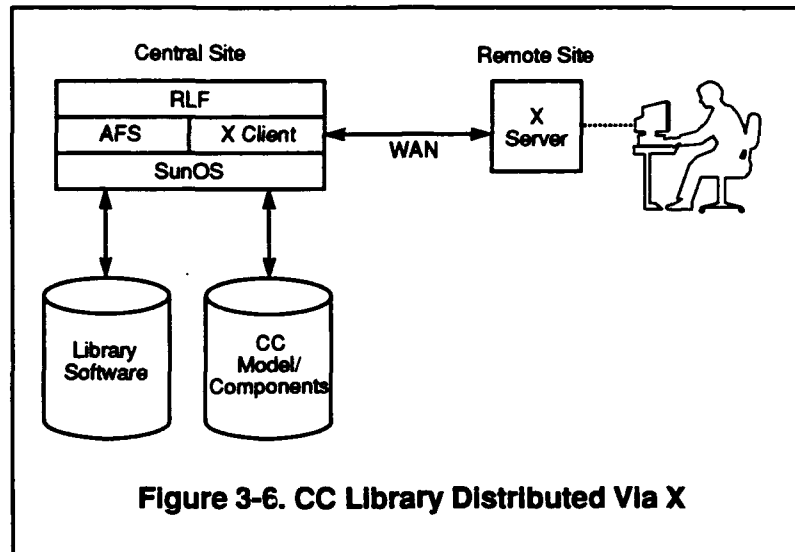 Central Site
Remote Site
RLF
AFS
X Client
SunOS
WAN
X
Server
Library
Software
CC
Model/
Components
Figure 3-6. CC Library Distributed Via X